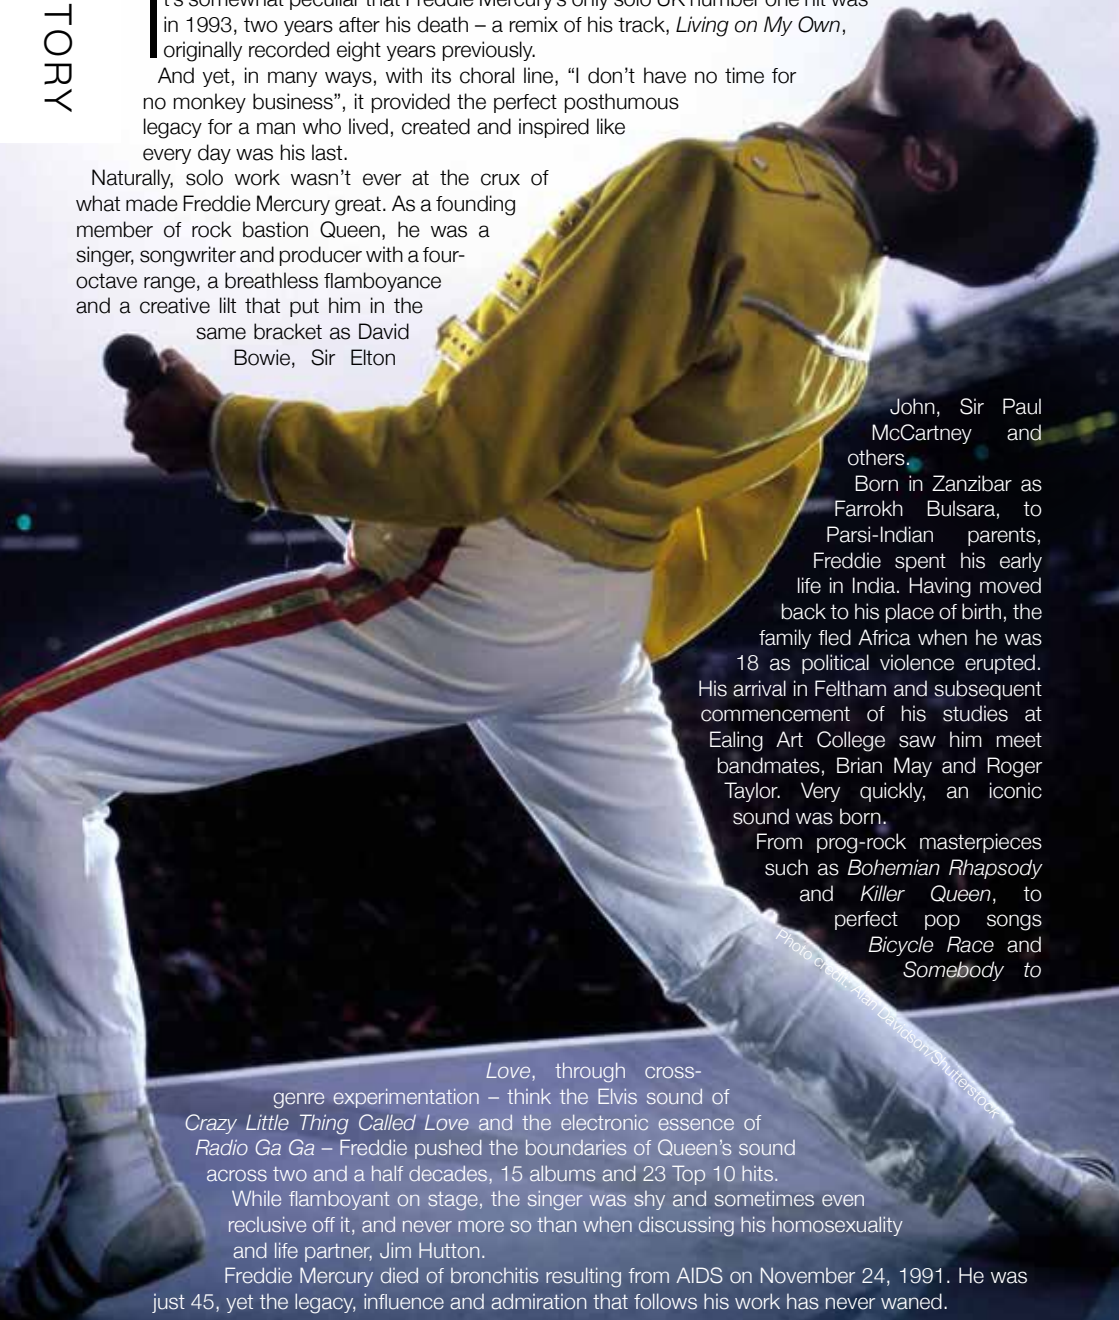 TORY
It's somewhat peculiar that Freddie Mercury's only solo UK number one hit was
in 1993, two years after his death – a remix of his track, Living on My Own,
originally recorded eight years previously.
And yet, in many ways, with its choral line, “I don't have no time for
no monkey business”, it provided the perfect posthumous
legacy for a man who lived, created and inspired like
every day was his last.
Naturally, solo work wasn't ever at the crux of
what made Freddie Mercury great. As a founding
member of rock bastion Queen, he was a
singer, songwriter and producer with a four-
octave range, a breathless flamboyance
and a creative lilt that put him in the
same bracket as David
Bowie, Sir Elton
John, Sir Paul
McCartney and
others.
Born in Zanzibar as
Farrokh Bulsara, to
Parsi-Indian parents,
Freddie spent his early
life in India. Having moved
back to his place of birth, the
family fled Africa when he was
18 as political violence erupted.
His arrival in Feltham and subsequent
commencement of his studies at
Ealing Art College saw him meet
bandmates, Brian May and Roger
Taylor. Very quickly, an iconic
sound was born.
From prog-rock masterpieces
such as Bohemian Rhapsody
and Killer Queen, to
perfect pop songs
Bicycle Race and
Somebody to
Love, through cross-
genre experimentation – think the Elvis sound of
Crazy Little Thing Called Love and the electronic essence of
Radio Ga Ga – Freddie pushed the boundaries of Queen's sound
across two and a half decades, 15 albums and 23 Top 10 hits.
While flamboyant on stage, the singer was shy and sometimes even
reclusive off it, and never more so than when discussing his homosexuality
and life partner, Jim Hutton.
Freddie Mercury died of bronchitis resulting from AIDS on November 24, 1991. He was
just 45, yet the legacy, influence and admiration that follows his work has never waned.
Photo credit: Alan Davidson/Shutterstock